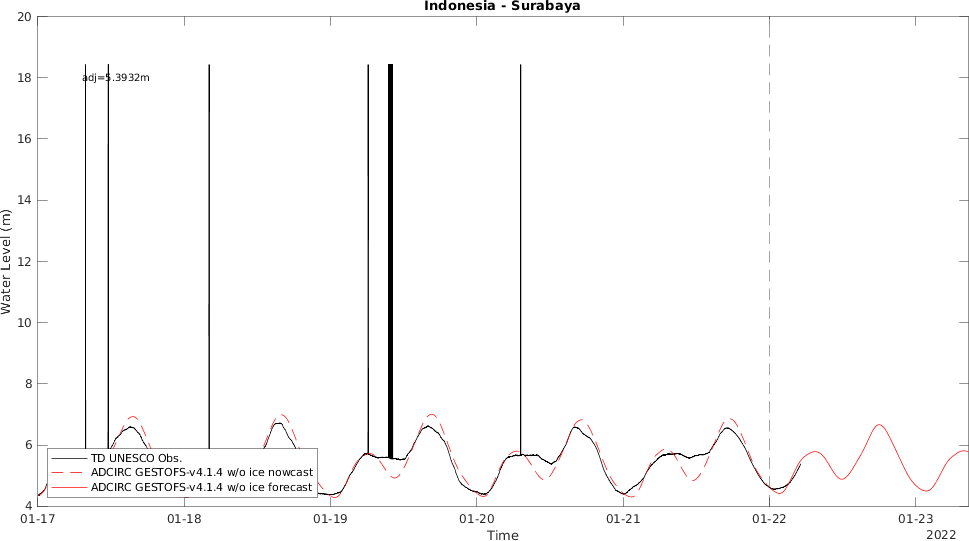 Indonesia - Surabaya
20
18
16
14
12
10
8
6
4
Water Level (m)
adj=5.3932m
TD UNESCO Obs.
ADCIRC GESTOFS-v4.1.4 w/o ice nowcast
ADCIRC GESTOFS-v4.1.4 w/o ice forecast
01-17
01-18
01-19
01-20
01-21
01-22
01-23
Time
2022